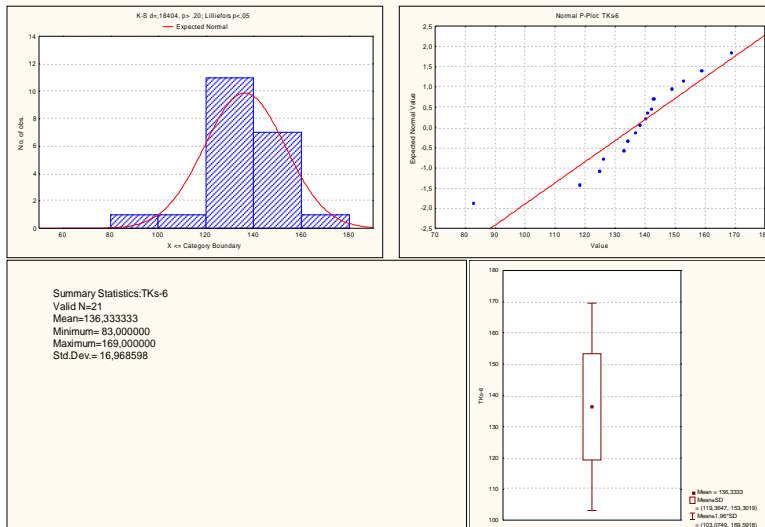 K-S d=,18404, p> .20; Lilliefors p<,05
Expected Normal
14
12
10
8
6
4
2
0
No. of obs.
60 80 100 120 140 160 180
X <= Category Boundary
Normal P-Plot: TKs-6
2,5
2,0
1,5
1,0
0,5
0,0
-0,5
-1,0
-1,5
-2,0
-2,5
Expected Normal Value
70 80 90 100 110 120 130 140 150 160 170 180
Value
Summary Statistics:TKs-6
Valid N=21
Mean=136,333333
Minimum= 83,000000
Maximum=169,000000
Std.Dev.= 16,968598
180
170
160
150
140
130
120
110
100
TKs-6
Mean = 136,3333
Mean±SD
= (119,3647, 153,3019)
Mean±1,96*SD
= (103,0749, 169,5918)